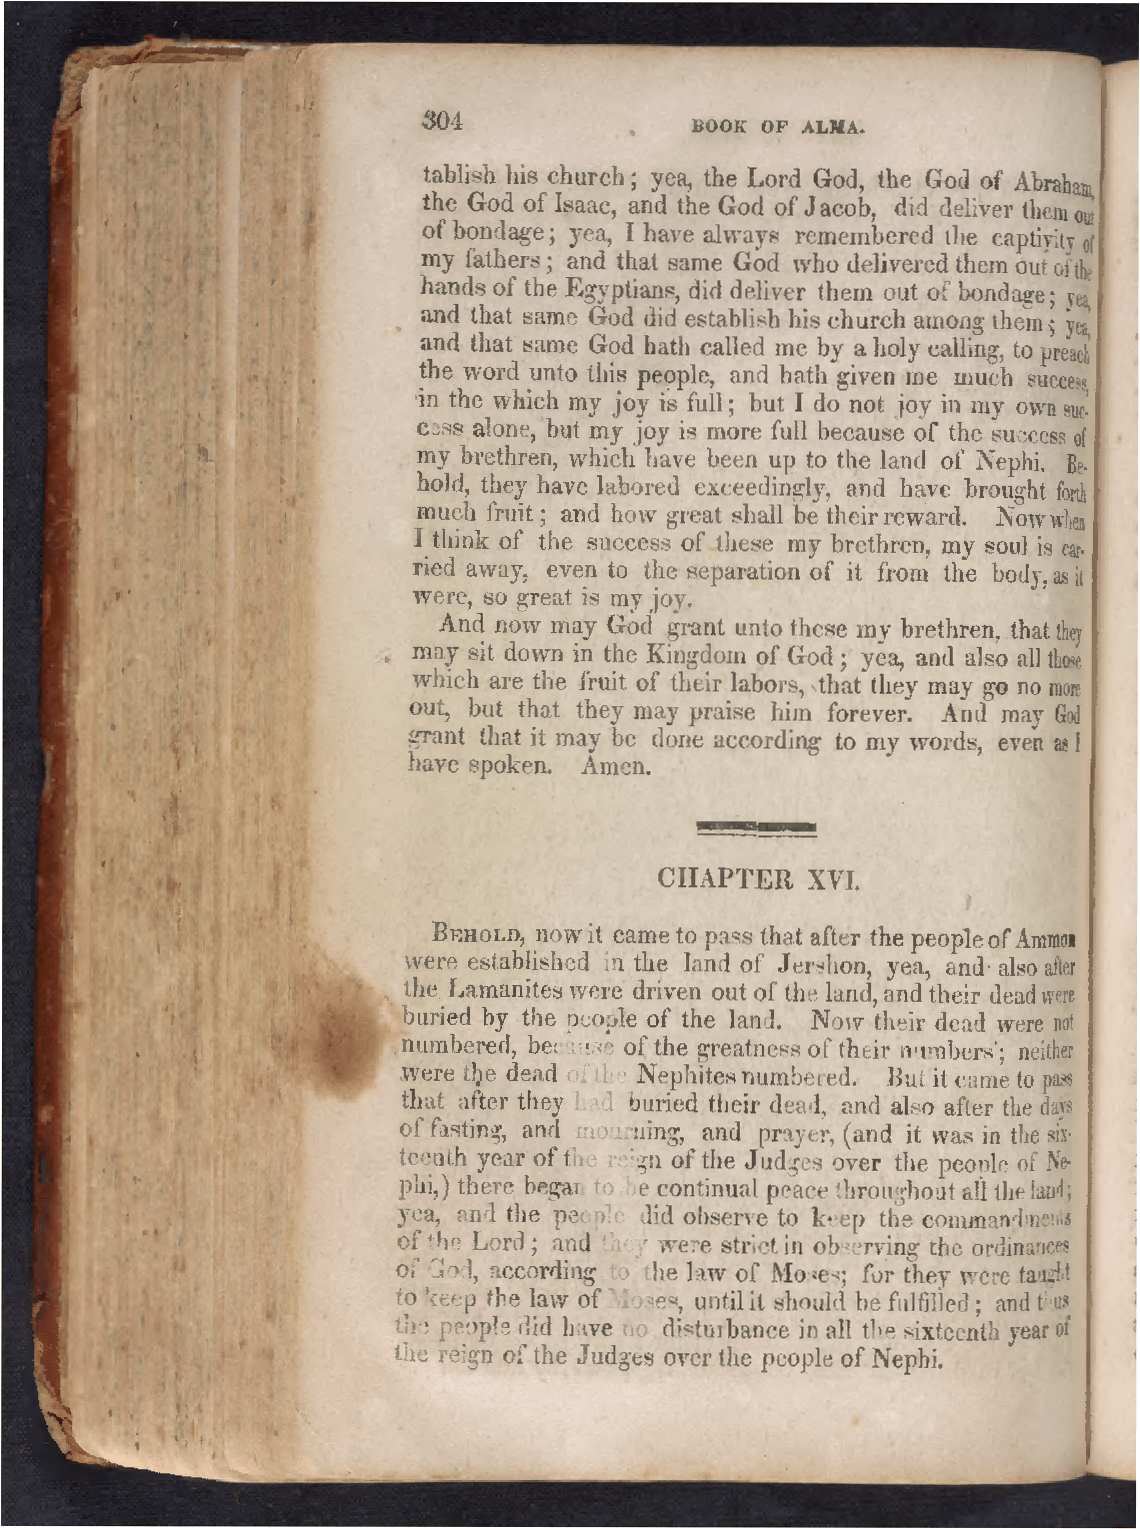 304 BOOK OF ALMA.
tablish his church; yea, the Lord God, the God of Abraham,
the God of Isaac, and the God of Jacob, did deliver them out
of bondage; yea, I have always remembered the captivity of
my fathers; and that same God who delivered them out of the
hands of the Egyptians, did deliver them out of bondage; yea,
and that same God did establish his church among them; yea,
and that same God hath called me by a holy calling, to preach
the word unto this people, and hath given me much success,
in the which my joy is full; but I do not joy in my own suc-
cess alone, but my joy is more full because of the success of
my brethren, which have been up to the land of Nephi. Be-
hold, they have labored exceedingly, and have brought forth
much fruit; and how great shall be their reward. Now when
I think of the success of these my brethren, my soul is car-
ried away, even to the separation of it from the body, as it
were, so great is my joy.
And now may God grant unto these my brethren, that they
may sit down in the Kingdom of God; yea, and also all those
which are the fruit of their labors, that they may go no more
out, but that they may praise him forever. And may God
grant that it may be done according to my words, even as I
have spoken. Amen.
CHAPTER XVI.
BEHOLD, now it came to pass that after the people of Ammon
were established in the land of Jershon, yea, and also after
the Lamanites were driven out of the land, and their dead were
buried by the people of the land. Now their dead were not
numbered, because of the greatness of their numbers; neither
were the dead of the Nephites numbered. But it came to pass
that after they had buried their dead, and also after the days
of fasting, and mourning, and prayer, (and it was in the six-
teenth year of the reign of the Judges over the people of Ne-
phi,) there began to be continual peace throughout all the land;
yea, and the people did observe to keep the commandments
of the Lord; and they were strict in observing the ordinances
of God, according to the law of Moses; for they were taught
to keep the law of Moses, until it should be fulfilled; and thus
the people did have no disturbance in all the sixteenth year of
the reign of the Judges over the people of Nephi.